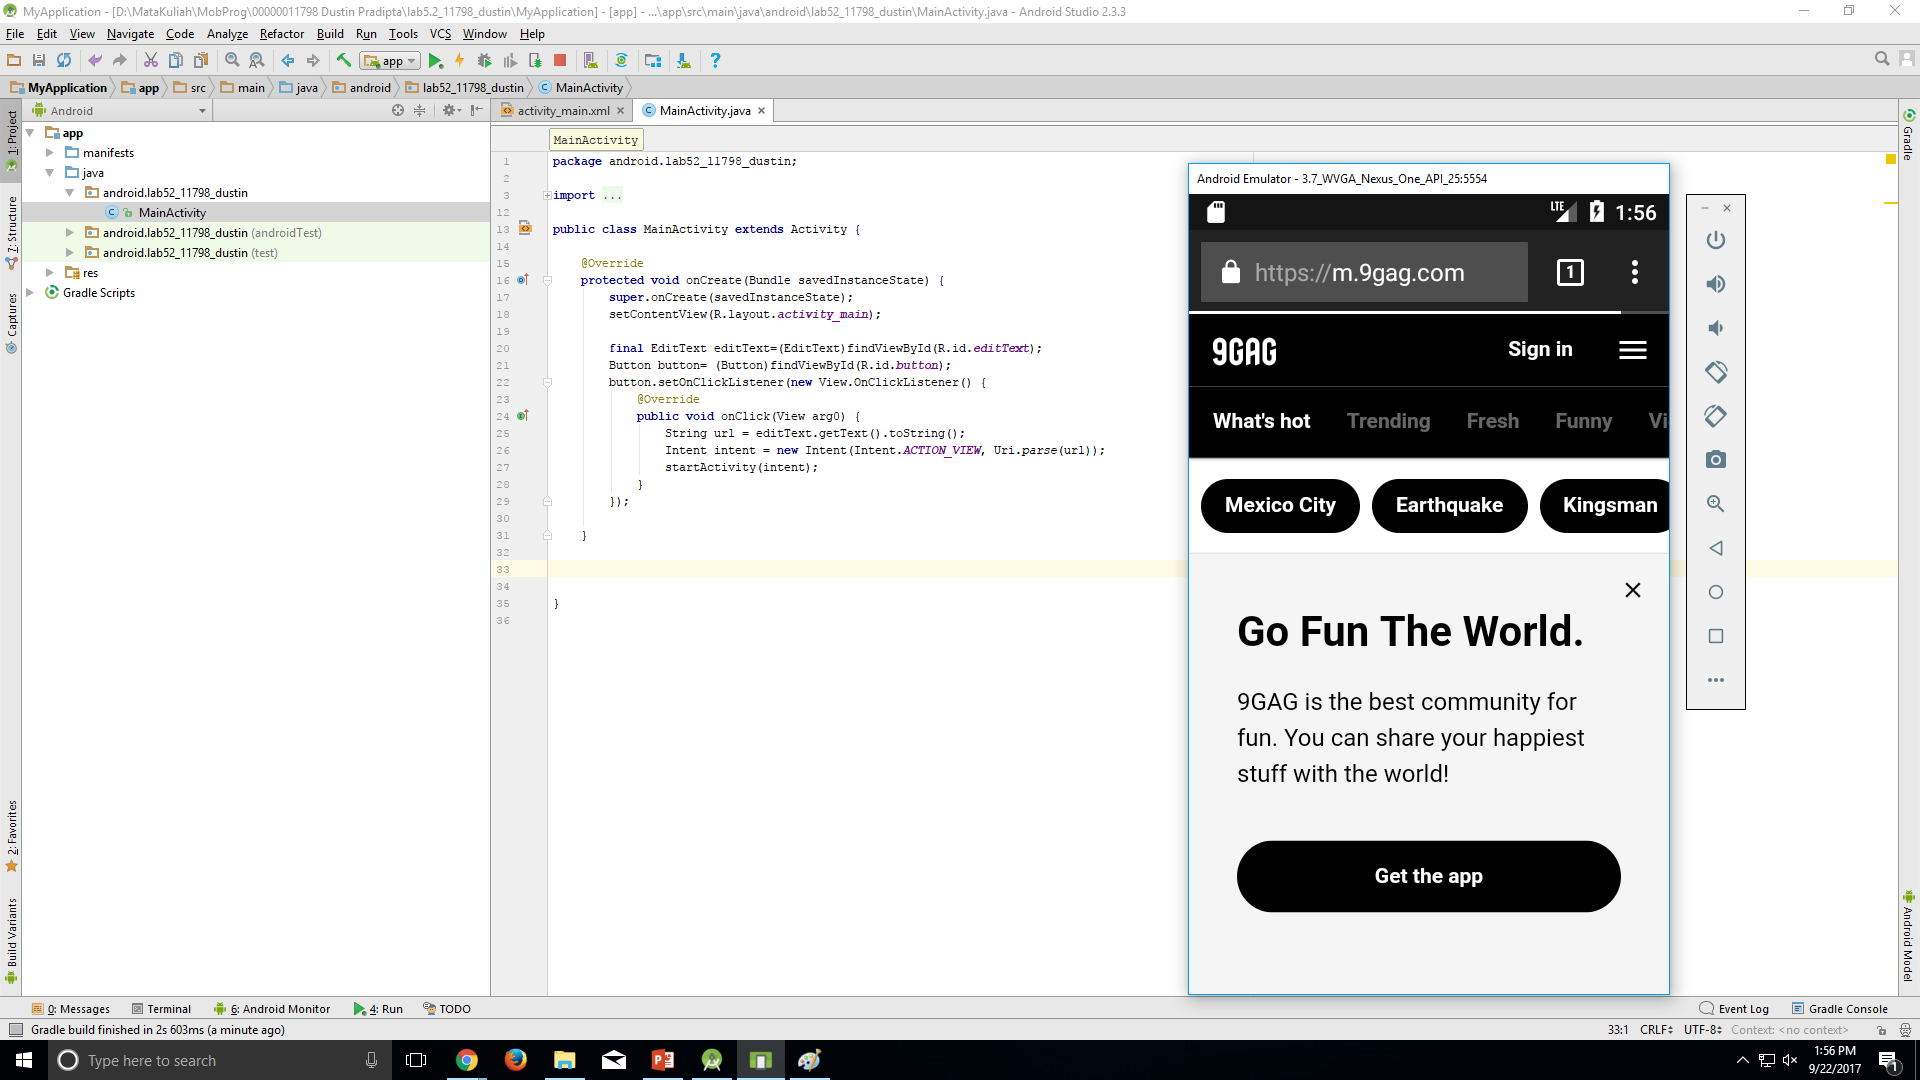 MyApplication - [D:\MataKuliah\MobProg\00000011798 Dustin Pradipta\lab5.2_11798_dustin\MyApplication] - [app] - ...\app\src\main\java\android\lab52_11798_dustin\MainActivity.java - Android Studio 2.3.3
File Edit View Navigate Code Analyze Refactor Build Run Tools VCS Window Help
app
MyApplication app src main java android lab52_11798_dustin MainActivity
Android
activity_main.xml MainActivity.java
1: Project
7: Structure
Captures
2: Favorites
Build Variants
app
manifests
java
android.lab52_11798_dustin
MainActivity
android.lab52_11798_dustin (androidTest)
android.lab52_11798_dustin (test)
res
Gradle Scripts
MainActivity
1 package android.lab52_11798_dustin;
2
3 import ...
12
13 public class MainActivity extends Activity {
14
15 @Override
16 protected void onCreate(Bundle savedInstanceState) {
17 super.onCreate(savedInstanceState);
18 setContentView(R.layout.activity_main);
19
20 final EditText editText=(EditText)findViewById(R.id.editText);
21 Button button= (Button)findViewById(R.id.button);
22 button.setOnClickListener(new View.OnClickListener() {
23 @Override
24 public void onClick(View arg0) {
25 String url = editText.getText().toString();
26 Intent intent = new Intent(Intent.ACTION_VIEW, Uri.parse(url));
27 startActivity(intent);
28 }
29 });
30
31 }
32
33
34
35 }
36
Android Emulator - 3.7_WVGA_Nexus_One_API_25:5554
LTE 1:56
https://m.9gag.com 1
9GAG Sign in
What's hot Trending Fresh Funny Vi
Mexico City Earthquake Kingsman
Go Fun The World.
9GAG is the best community for
fun. You can share your happiest
stuff with the world!
Get the app
Gradle
Android Model
0: Messages Terminal 6: Android Monitor 4: Run TODO Event Log Gradle Console
Gradle build finished in 2s 603ms (a minute ago) 33:1 CRLF UTF-8 Context: <no context>
Type here to search
1:56 PM
9/22/2017
1